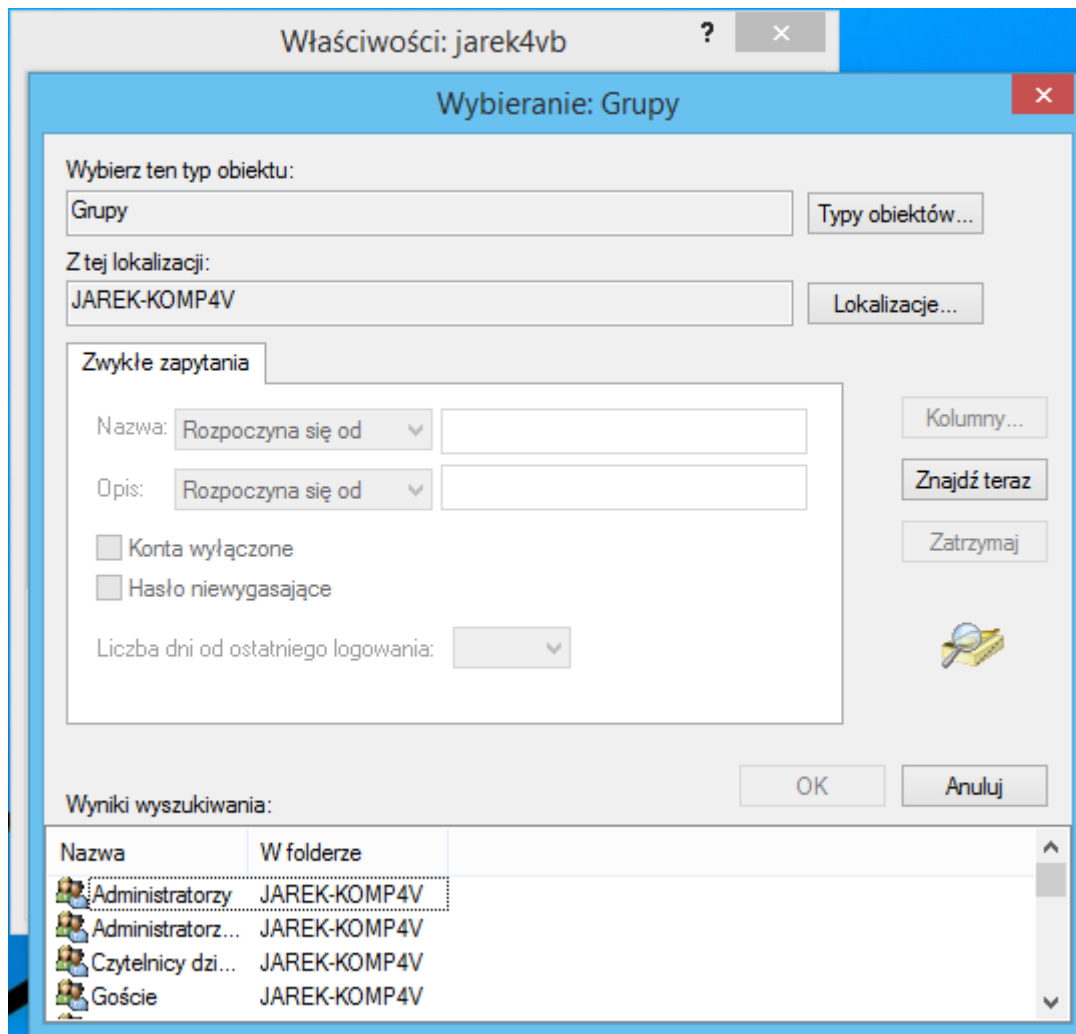 Właściwości: jarek4vb
?
Wybieranie: Grupy
Wybierz ten typ obiektu:
Grupy
Typy obiektów...
Z tej lokalizacji:
JAREK-KOMP4V
Lokalizacje...
Zwykłe zapytania
Nazwa: Rozpoczyna się od
Kolumny...
Opis: Rozpoczyna się od
Znajdź teraz
Konta wyłączone
Zatrzymaj
Hasło niewygasające
Liczba dni od ostatniego logowania:
OK Anuluj
Wyniki wyszukiwania:
Nazwa W folderze
Administratorzy JAREK-KOMP4V
Administratorz... JAREK-KOMP4V
Czytelnicy dzi... JAREK-KOMP4V
Goście JAREK-KOMP4V